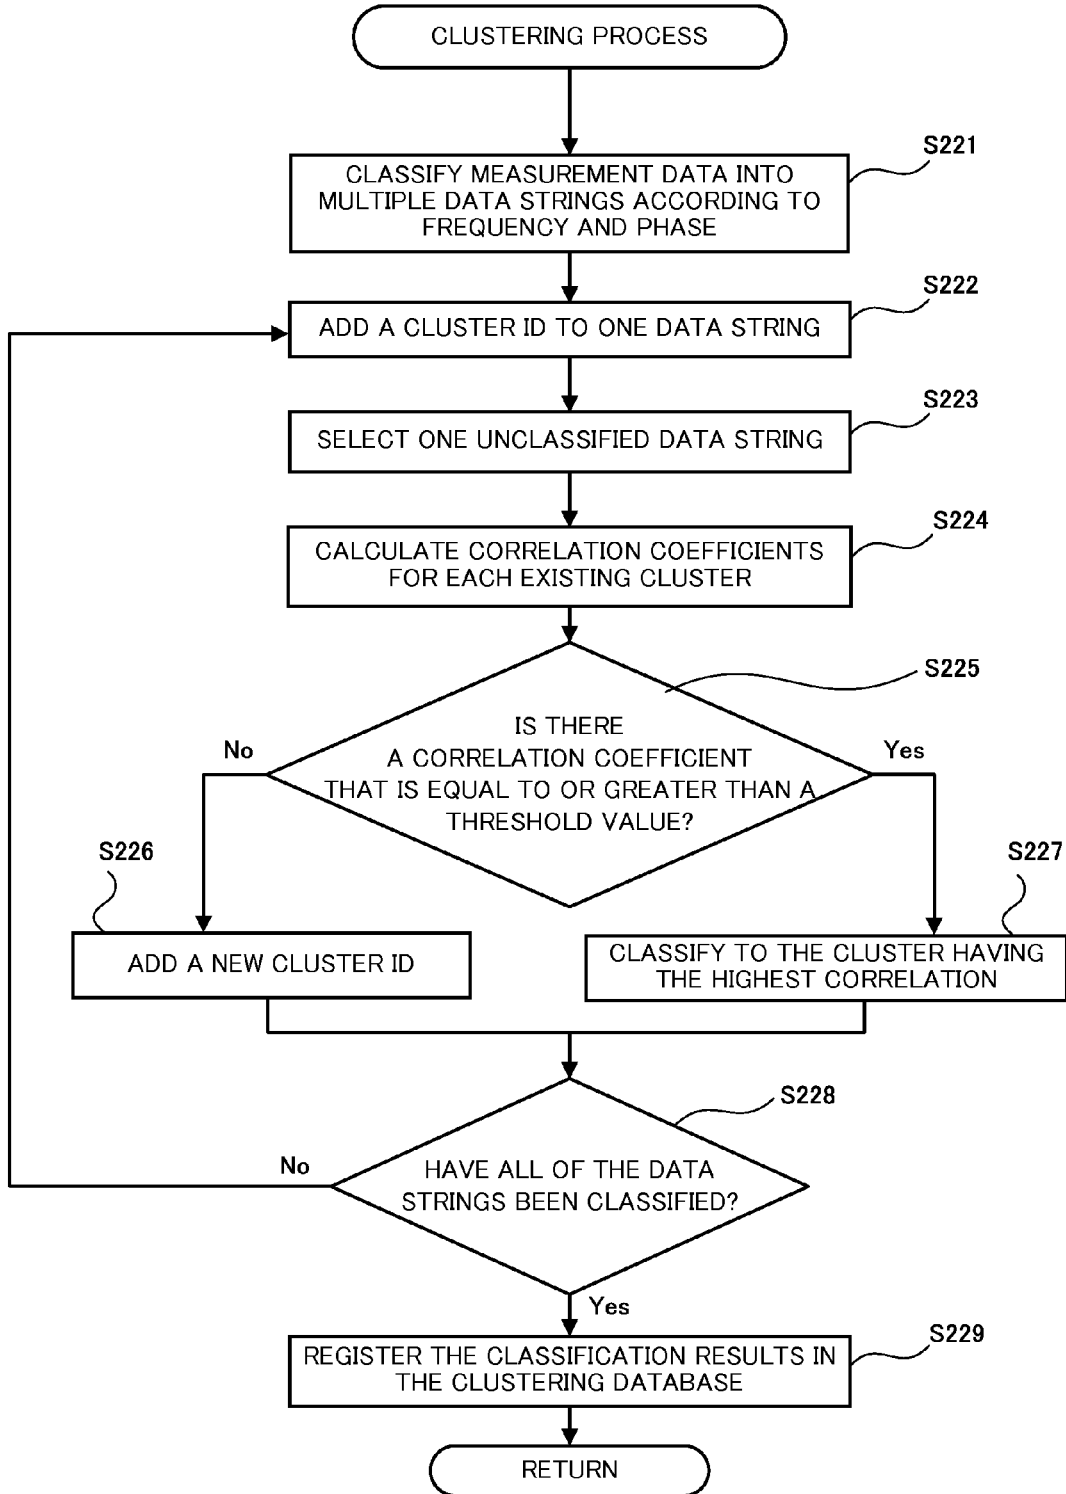 CLUSTERING PROCESS
S221
CLASSIFY MEASUREMENT DATA INTO
MULTIPLE DATA STRINGS ACCORDING TO
FREQUENCY AND PHASE
S222
ADD A CLUSTER ID TO ONE DATA STRING
S223
SELECT ONE UNCLASSIFIED DATA STRING
S224
CALCULATE CORRELATION COEFFICIENTS
FOR EACH EXISTING CLUSTER
S225
IS THERE
A CORRELATION COEFFICIENT
THAT IS EQUAL TO OR GREATER THAN A
THRESHOLD VALUE?
No
Yes
S226
ADD A NEW CLUSTER ID
S227
CLASSIFY TO THE CLUSTER HAVING
THE HIGHEST CORRELATION
S228
HAVE ALL OF THE DATA
STRINGS BEEN CLASSIFIED?
No
Yes
S229
REGISTER THE CLASSIFICATION RESULTS IN
THE CLUSTERING DATABASE
RETURN